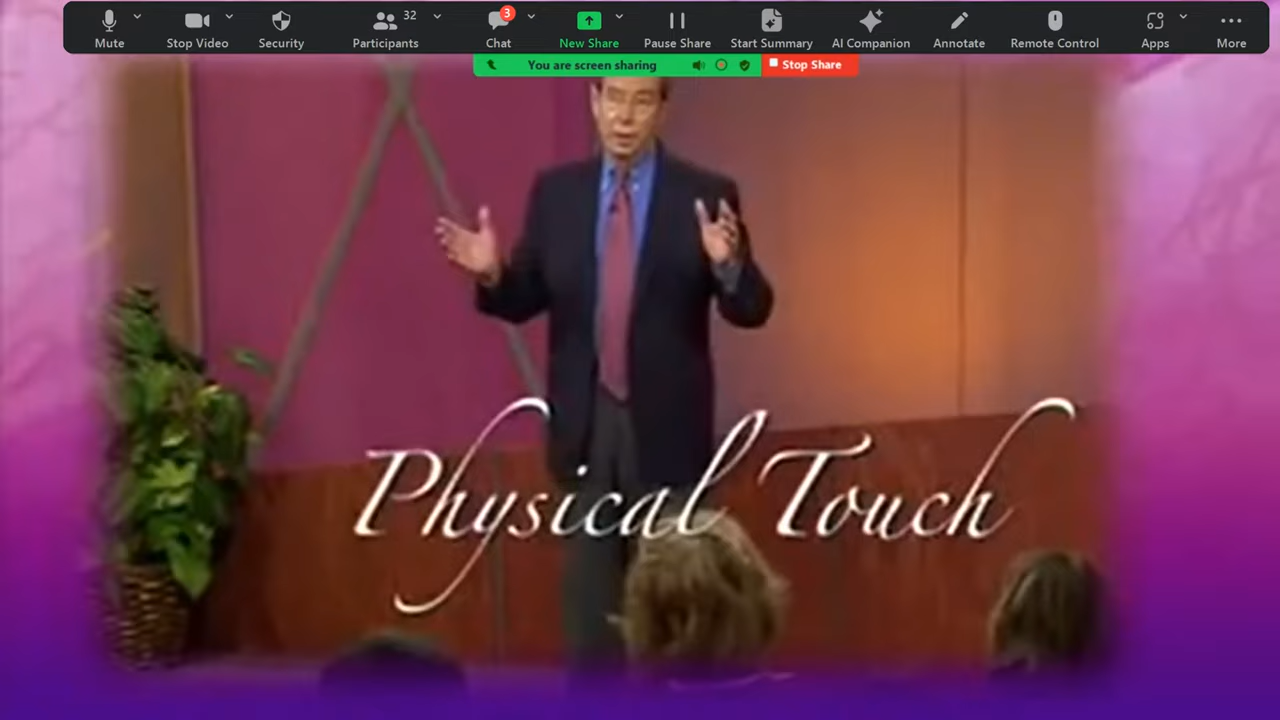 32
3
Mute
Stop Video
Security
Participants
Chat
New Share
Pause Share
Start Summary
AI Companion
Annotate
Remote Control
Apps
More
You are screen sharing
Stop Share
Physical Touch